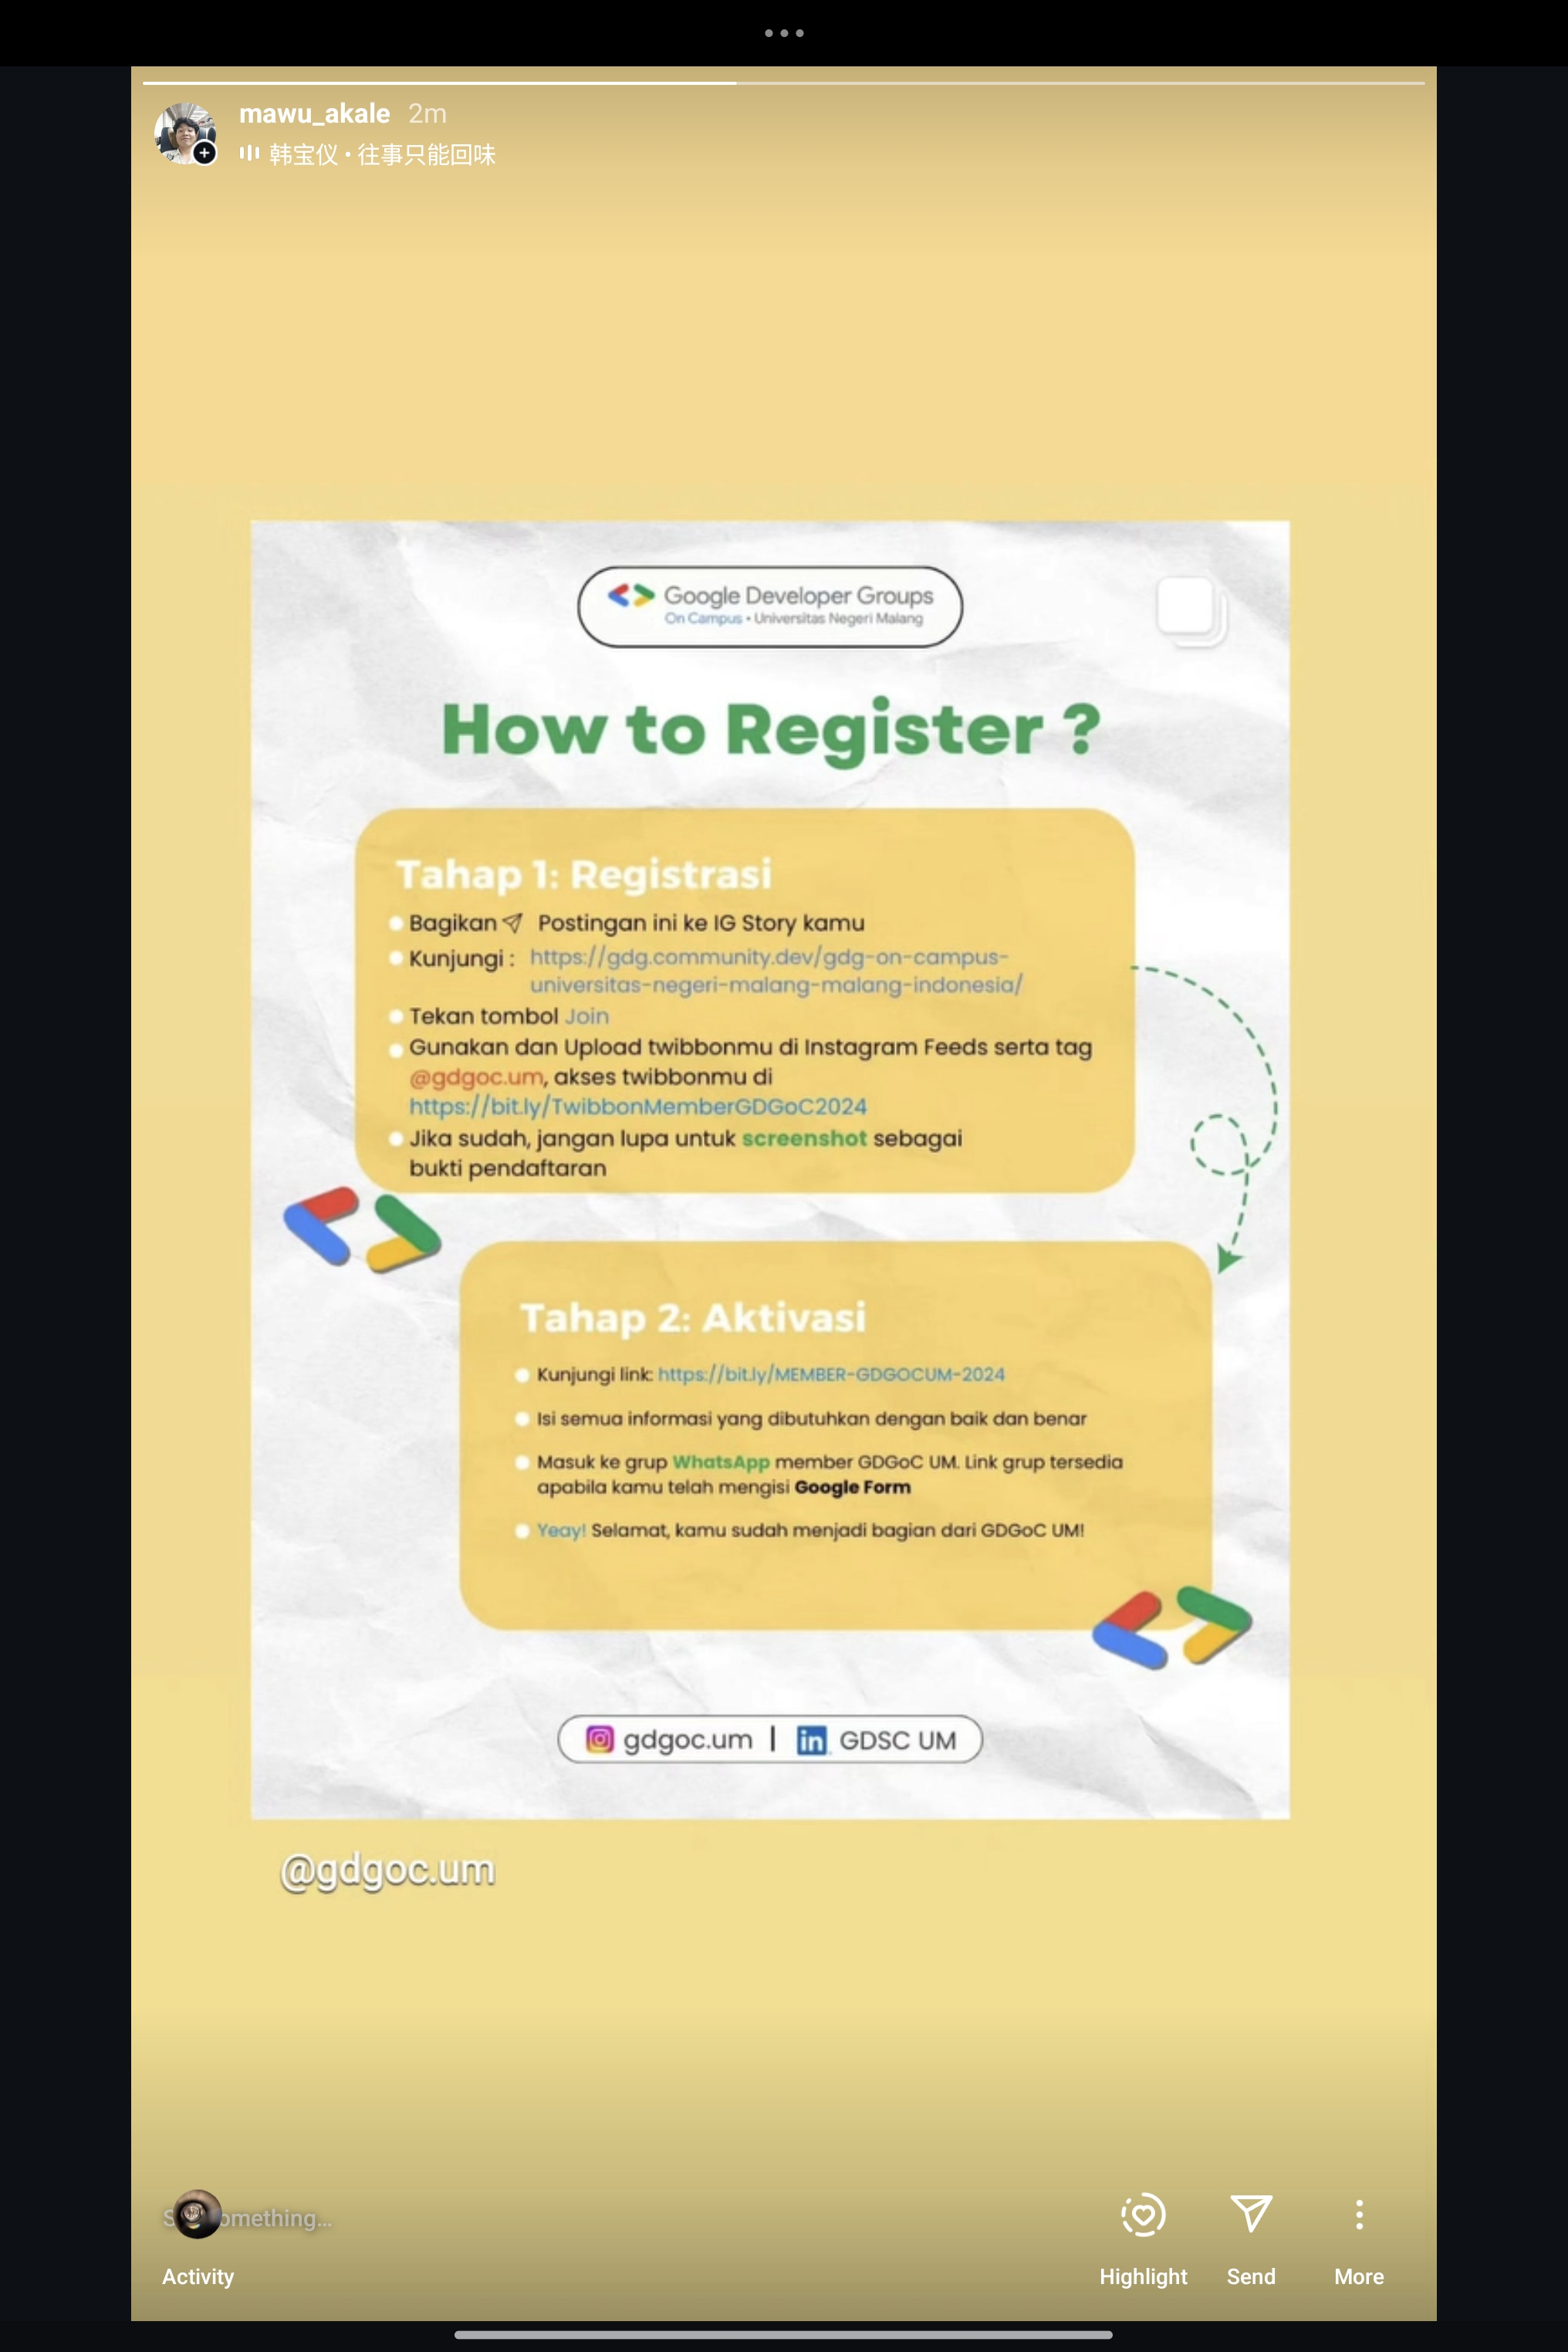 mawu_akale 2m
韩宝仪 • 往事只能回味
Google Developer Groups
On Campus • Universitas Negeri Malang
How to Register ?
Tahap 1: Registrasi
Bagikan Postingan ini ke IG Story kamu
Kunjungi : https://gdg.community.dev/gdg-on-campus-
universitas-negeri-malang-malang-indonesia/
Tekan tombol Join
Gunakan dan Upload twibbonmu di Instagram Feeds serta tag
@gdgoc.um, akses twibbonmu di
https://bit.ly/TwibbonMemberGDGoC2024
Jika sudah, jangan lupa untuk screenshot sebagai
bukti pendaftaran
Tahap 2: Aktivasi
Kunjungi link: https://bit.ly/MEMBER-GDGOCUM-2024
Isi semua informasi yang dibutuhkan dengan baik dan benar
Masuk ke grup WhatsApp member GDGoC UM. Link grup tersedia
apabila kamu telah mengisi Google Form
Yeay! Selamat, kamu sudah menjadi bagian dari GDGoC UM!
gdgoc.um | in GDSC UM
@gdgoc.um
Activity
Highlight Send More